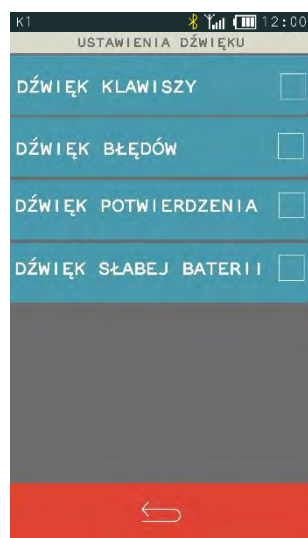 K1 12:00
USTAWIENIA DŹWIĘKU
DŹWIĘK KLAWISZY
DŹWIĘK BŁĘDÓW
DŹWIĘK POTWIERDZENIA
DŹWIĘK SŁABEJ BATERII